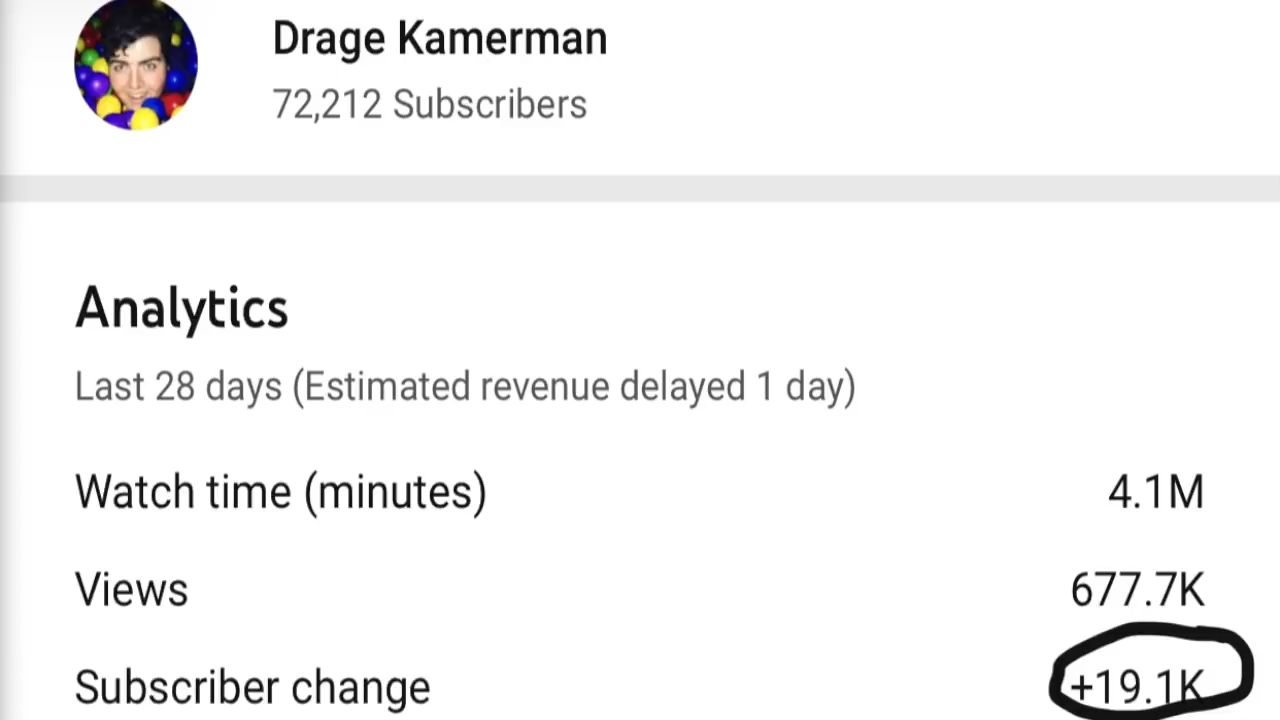 Drage Kamerman
72,212 Subscribers
Analytics
Last 28 days (Estimated revenue delayed 1 day)
Watch time (minutes) 4.1M
Views 677.7K
Subscriber change +19.1K